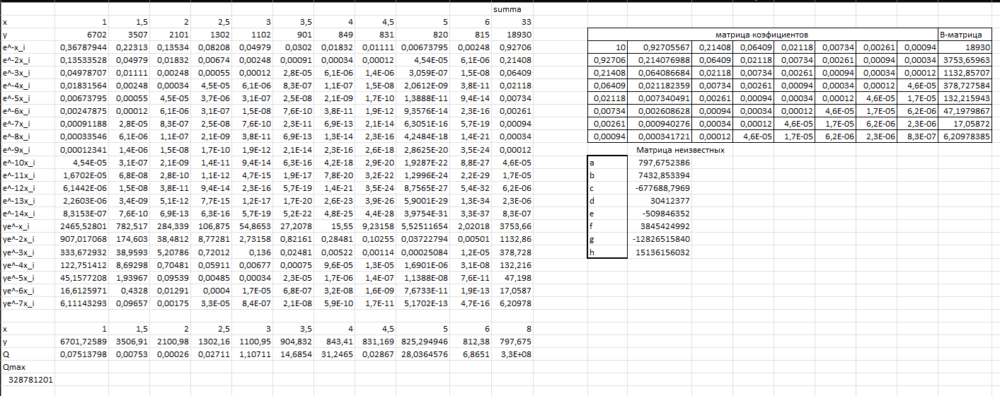 summa
x 1 1,5 2 2,5 3 3,5 4 4,5 5 6 33
y 6702 3507 2101 1302 1102 901 849 831 820 815 18930 матрица коэфициентов В-матрица
e^-x_i 0,36787944 0,22313 0,13534 0,08208 0,04979 0,0302 0,01832 0,01111 0,00673795 0,00248 0,92706 10 0,92705567 0,21408 0,06409 0,02118 0,00734 0,00261 0,00094 18930
e^-2x_i 0,13533528 0,04979 0,01832 0,00674 0,00248 0,00091 0,00034 0,00012 4,54E-05 6,1E-06 0,21408 0,92706 0,214076988 0,06409 0,02118 0,00734 0,00261 0,00094 0,00034 3753,65963
e^-3x_i 0,04978707 0,01111 0,00248 0,00055 0,00012 2,8E-05 6,1E-06 1,4E-06 3,059E-07 1,5E-08 0,06409 0,21408 0,064086684 0,02118 0,00734 0,00261 0,00094 0,00034 0,00012 1132,85707
e^-4x_i 0,01831564 0,00248 0,00034 4,5E-05 6,1E-06 8,3E-07 1,1E-07 1,5E-08 2,0612E-09 3,8E-11 0,02118 0,06409 0,021182359 0,00734 0,00261 0,00094 0,00034 0,00012 4,6E-05 378,727584
e^-5x_i 0,00673795 0,00055 4,5E-05 3,7E-06 3,1E-07 2,5E-08 2,1E-09 1,7E-10 1,3888E-11 9,4E-14 0,00734 0,02118 0,007340491 0,00261 0,00094 0,00034 0,00012 4,6E-05 1,7E-05 132,215943
e^-6x_i 0,00247875 0,00012 6,1E-06 3,1E-07 1,5E-08 7,6E-10 3,8E-11 1,9E-12 9,3576E-14 2,3E-16 0,00261 0,00734 0,002608628 0,00094 0,00034 0,00012 4,6E-05 1,7E-05 6,2E-06 47,1979867
e^-7x_i 0,00091188 2,8E-05 8,3E-07 2,5E-08 7,6E-10 2,3E-11 6,9E-13 2,1E-14 6,3051E-16 5,7E-19 0,00094 0,00261 0,000940276 0,00034 0,00012 4,6E-05 1,7E-05 6,2E-06 2,3E-06 17,05872
e^-8x_i 0,00033546 6,1E-06 1,1E-07 2,1E-09 3,8E-11 6,9E-13 1,3E-14 2,3E-16 4,2484E-18 1,4E-21 0,00034 0,00094 0,000341721 0,00012 4,6E-05 1,7E-05 6,2E-06 2,3E-06 8,3E-07 6,20978385
e^-9x_i 0,00012341 1,4E-06 1,5E-08 1,7E-10 1,9E-12 2,1E-14 2,3E-16 2,6E-18 2,8625E-20 3,5E-24 0,00012 Матрица неизвестных
e^-10x_i 4,54E-05 3,1E-07 2,1E-09 1,4E-11 9,4E-14 6,3E-16 4,2E-18 2,9E-20 1,9287E-22 8,8E-27 4,6E-05 a 797,6752386
e^-11x_i 1,6702E-05 6,8E-08 2,8E-10 1,1E-12 4,7E-15 1,9E-17 7,8E-20 3,2E-22 1,2996E-24 2,2E-29 1,7E-05 b 7432,853394
e^-12x_i 6,1442E-06 1,5E-08 3,8E-11 9,4E-14 2,3E-16 5,7E-19 1,4E-21 3,5E-24 8,7565E-27 5,4E-32 6,2E-06 c -677688,7969
e^-13x_i 2,2603E-06 3,4E-09 5,1E-12 7,7E-15 1,2E-17 1,7E-20 2,6E-23 3,9E-26 5,9001E-29 1,3E-34 2,3E-06 d 30412377
e^-14x_i 8,3153E-07 7,6E-10 6,9E-13 6,3E-16 5,7E-19 5,2E-22 4,8E-25 4,4E-28 3,9754E-31 3,3E-37 8,3E-07 e -509846352
ye^-x_i 2465,52801 782,517 284,339 106,875 54,8653 27,2078 15,55 9,23158 5,52511654 2,02018 3753,66 f 3845424992
ye^-2x_i 907,017068 174,603 38,4812 8,77281 2,73158 0,82161 0,28481 0,10255 0,03722794 0,00501 1132,86 g -12826515840
ye^-3x_i 333,672932 38,9593 5,20786 0,72012 0,136 0,02481 0,00522 0,00114 0,00025084 1,2E-05 378,728 h 15136156032
ye^-4x_i 122,751412 8,69298 0,70481 0,05911 0,00677 0,00075 9,6E-05 1,3E-05 1,6901E-06 3,1E-08 132,216
ye^-5x_i 45,1577208 1,93967 0,09539 0,00485 0,00034 2,3E-05 1,7E-06 1,4E-07 1,1388E-08 7,6E-11 47,198
ye^-6x_i 16,6125971 0,4328 0,01291 0,0004 1,7E-05 6,8E-07 3,2E-08 1,6E-09 7,6733E-11 1,9E-13 17,0587
ye^-7x_i 6,11143293 0,09657 0,00175 3,3E-05 8,4E-07 2,1E-08 5,9E-10 1,7E-11 5,1702E-13 4,7E-16 6,20978
x 1 1,5 2 2,5 3 3,5 4 4,5 5 6 8
y 6701,72589 3506,91 2100,98 1302,16 1100,95 904,832 843,41 831,169 825,294946 812,38 797,675
Q 0,07513798 0,00753 0,00026 0,02711 1,10711 14,6854 31,2465 0,02867 28,0364576 6,8651 3,3E+08
Qmax
328781201